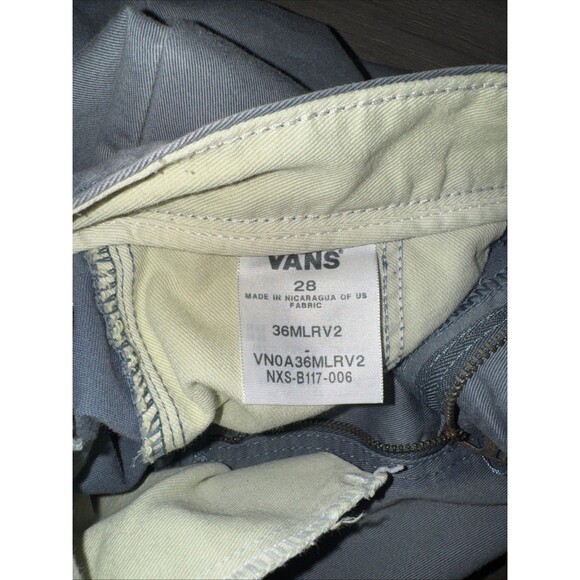 VANS
28
MADE IN NICARAGUA OF US
FABRIC
36MLRV2
-
VN0A36MLRV2
NXS-B117-006